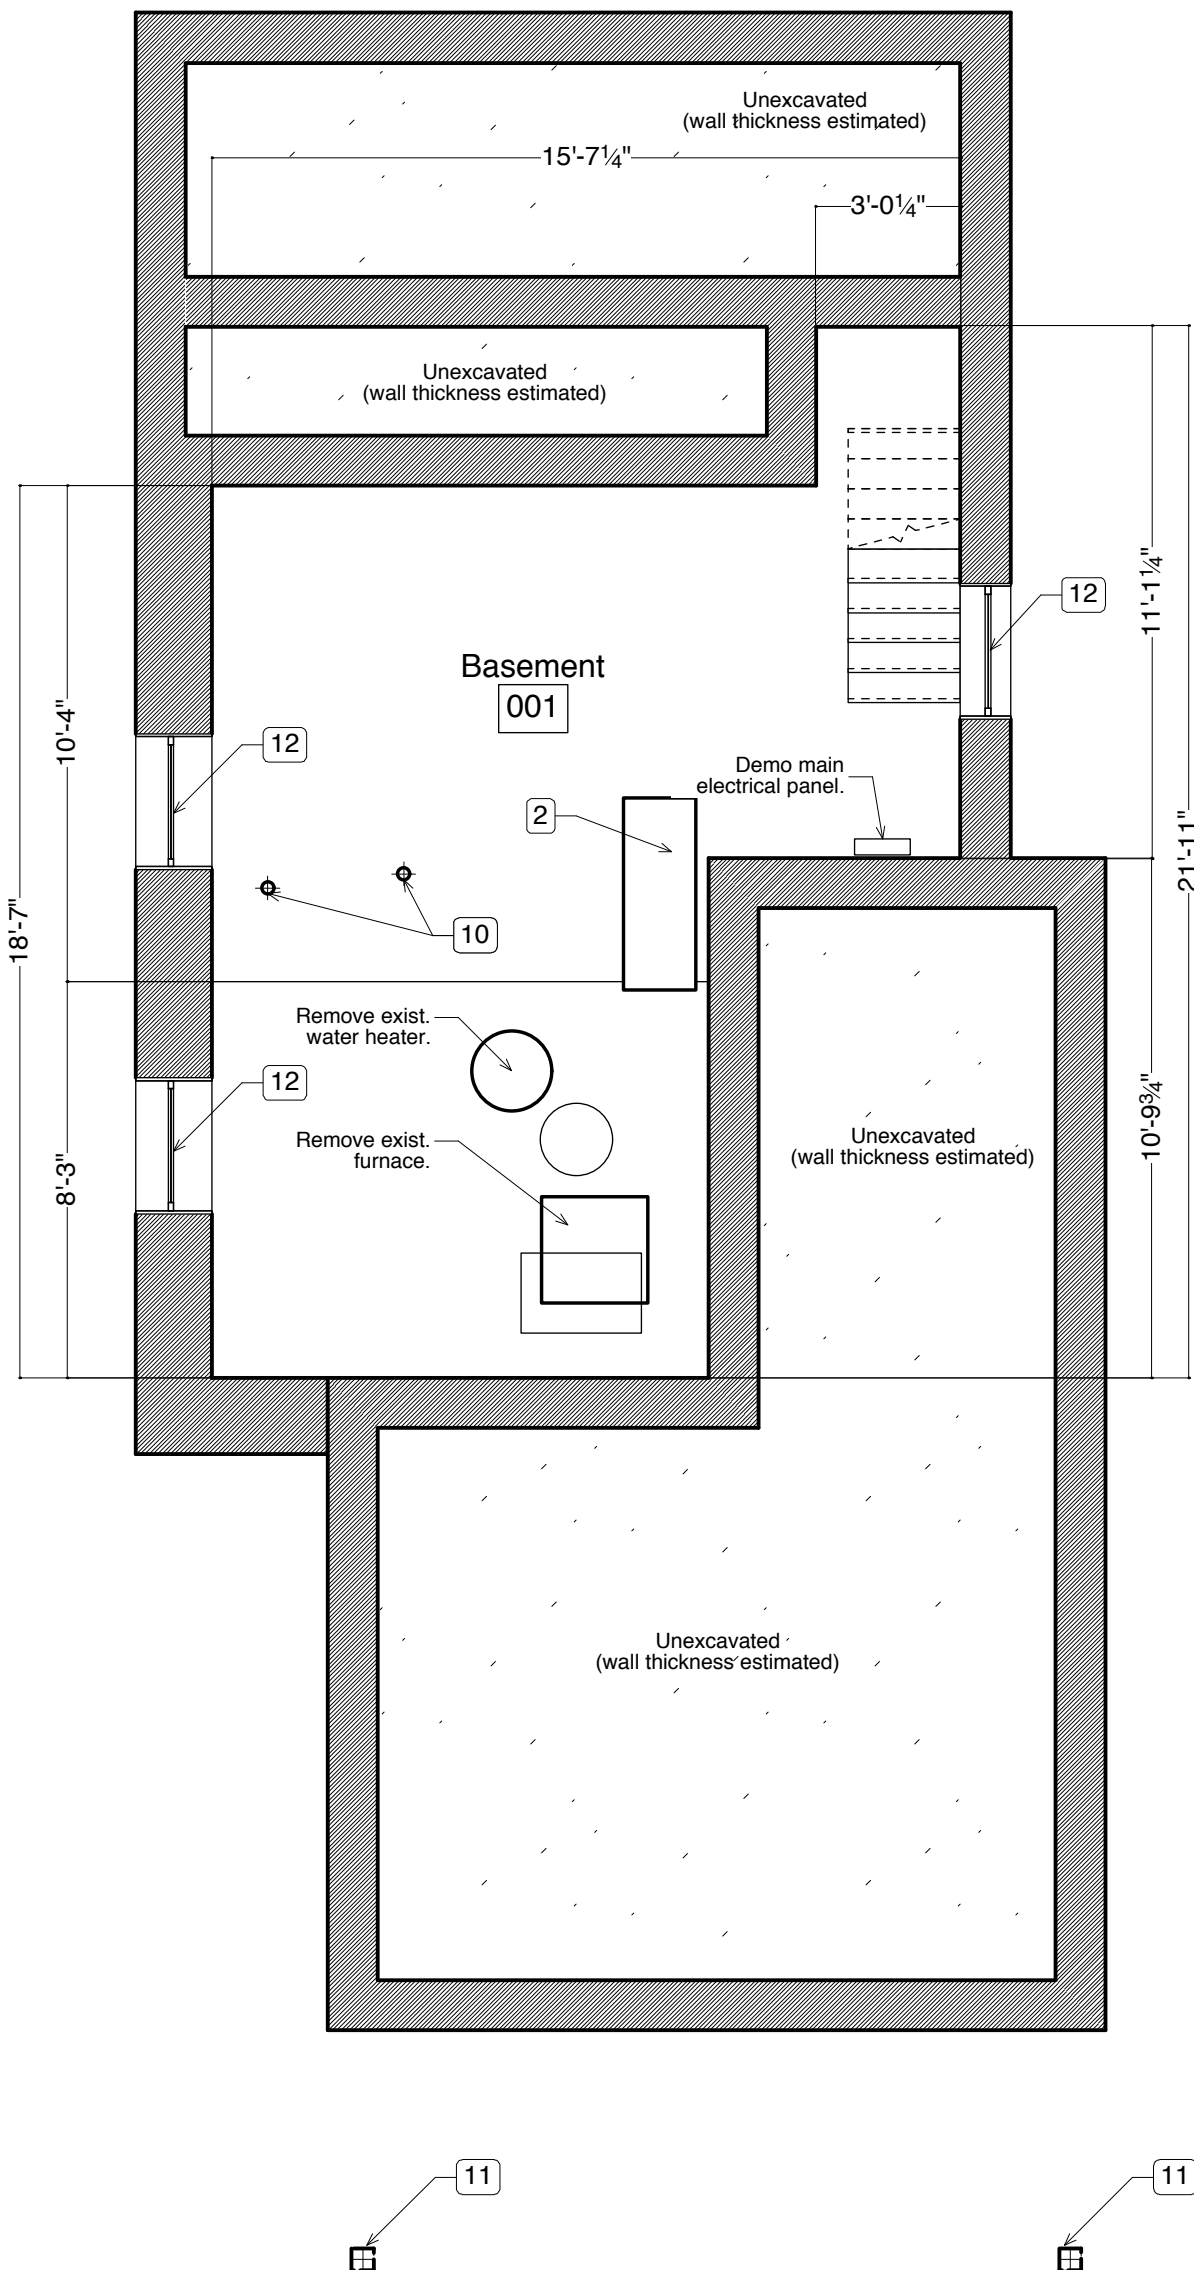 Unexcavated
(wall thickness estimated)
15'-7¼"
3'-0¼"
Unexcavated
(wall thickness estimated)
11'-1¼"
12
Basement
001
10'-4"
12
Demo main
electrical panel.
2
21'-11"
18'-7"
10
Remove exist.
water heater.
12
10'-9¾"
Unexcavated
(wall thickness estimated)
Remove exist.
furnace.
8'-3"
Unexcavated
(wall thickness estimated)
11
11